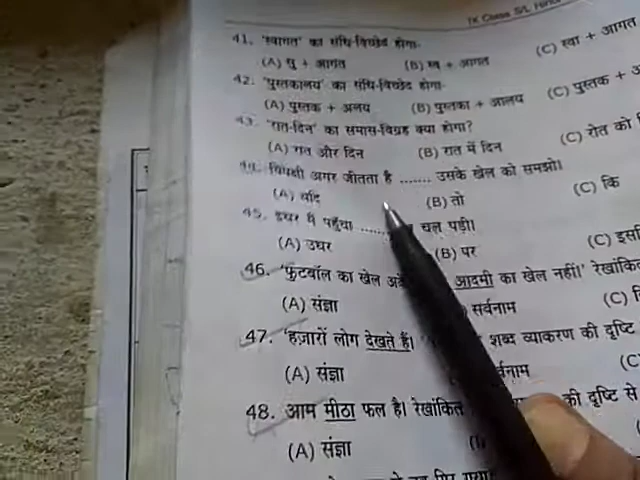 IX Class S/L Hindi
41. 'स्वागत' का संधि-विच्छेद होगा-
(A) सु + आगत (B) स्व + आगत (C) स्वा + आगत
42. 'पुस्तकालय' का संधि-विच्छेद होगा-
(A) पुस्तक + अलय (B) पुस्तका + आलय (C) पुस्तक +
43. 'रात-दिन' का समास-विग्रह क्या होगा?
(A) रात और दिन (B) रात में दिन (C) रोत को
44. विपक्षी अगर जीतता है ....... उसके खेल को समझो।
(A) यदि (B) तो (C) कि
45. इधर मैं पहुँचा ...... चल पड़ी।
(A) उधर (B) पर (C)
46. 'फुटबॉल का खेल आदमी का खेल नहीं।'
(A) संज्ञा सर्वनाम (C)
47. 'हज़ारों लोग देखते हैं। शब्द व्याकरण की दृष्टि
(A) संज्ञा (C)
48. आम मीठा फल है। रेखांकित की दृष्टि से
(A) संज्ञा